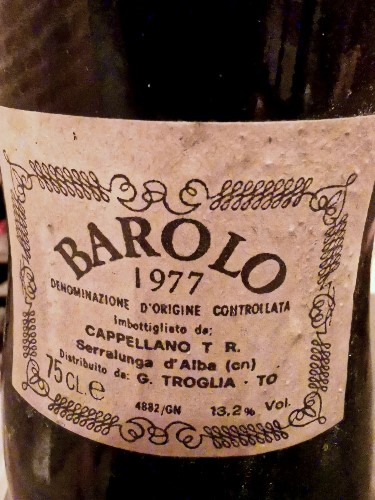 BAROLO
1977
DENOMINAZIONE D'ORIGINE CONTROLLATA
Imbottigliato da:
CAPPELLANO T R.
Serralunga d'Alba (cn)
Distribuito da: G. TROGLIA - TO
75 CL. e
4882/GN 13,2% Vol.